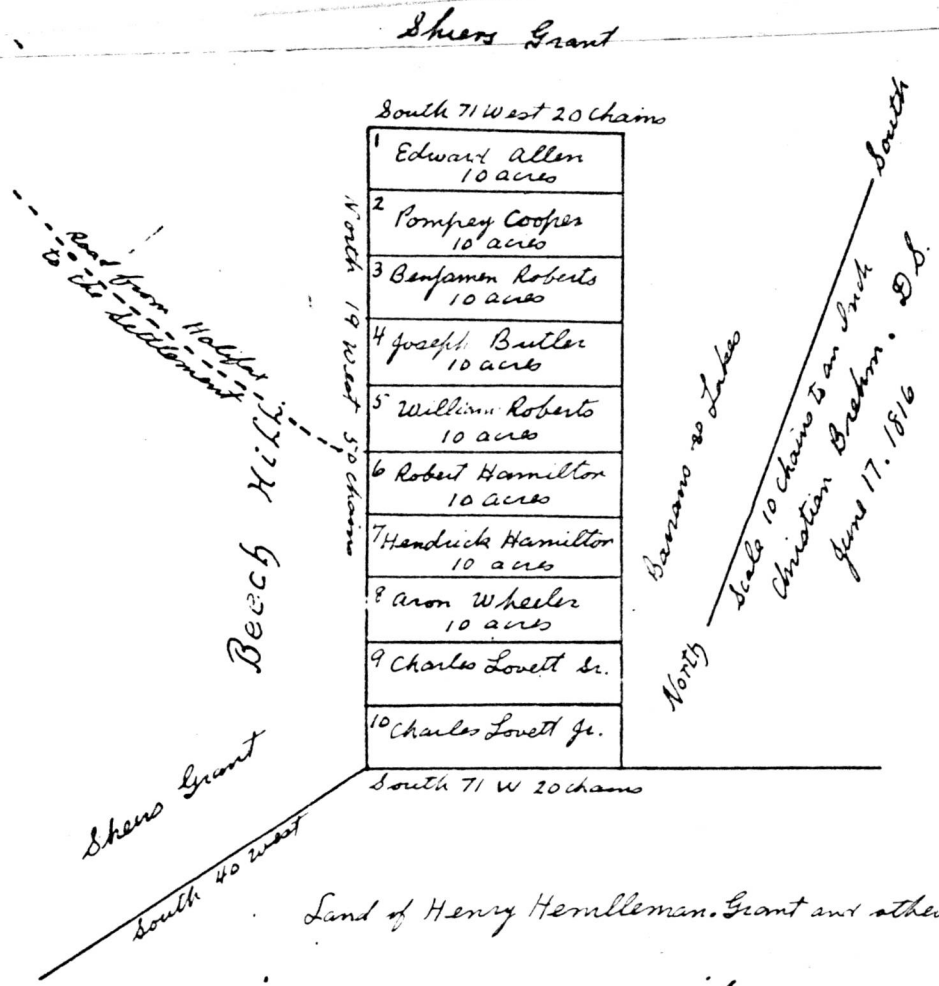 Shiers Grant
South 71 West 20 Chains
1 Edward Allen
10 acres
2 Pompey Cooper
10 acres
3 Benjamen Roberts
10 acres
4 Joseph Butler
10 acres
5 William Roberts
10 acres
6 Robert Hamilton
10 acres
7 Hendrick Hamilton
10 acres
8 Aron Wheeler
10 acres
9 Charles Lovett Sr.
10 Charles Lovett Jr.
South 71 W 20 chains
North 19 West 50 Chains
Road from Halifax
to the Settlement
Beech Hill
Shiers Grant
South 40 West
Barrans & Lakes
North
South
Scale 10 Chains to an Inch
Christian Brehm. D S.
June 17. 1816
Land of Henry Grant and othe